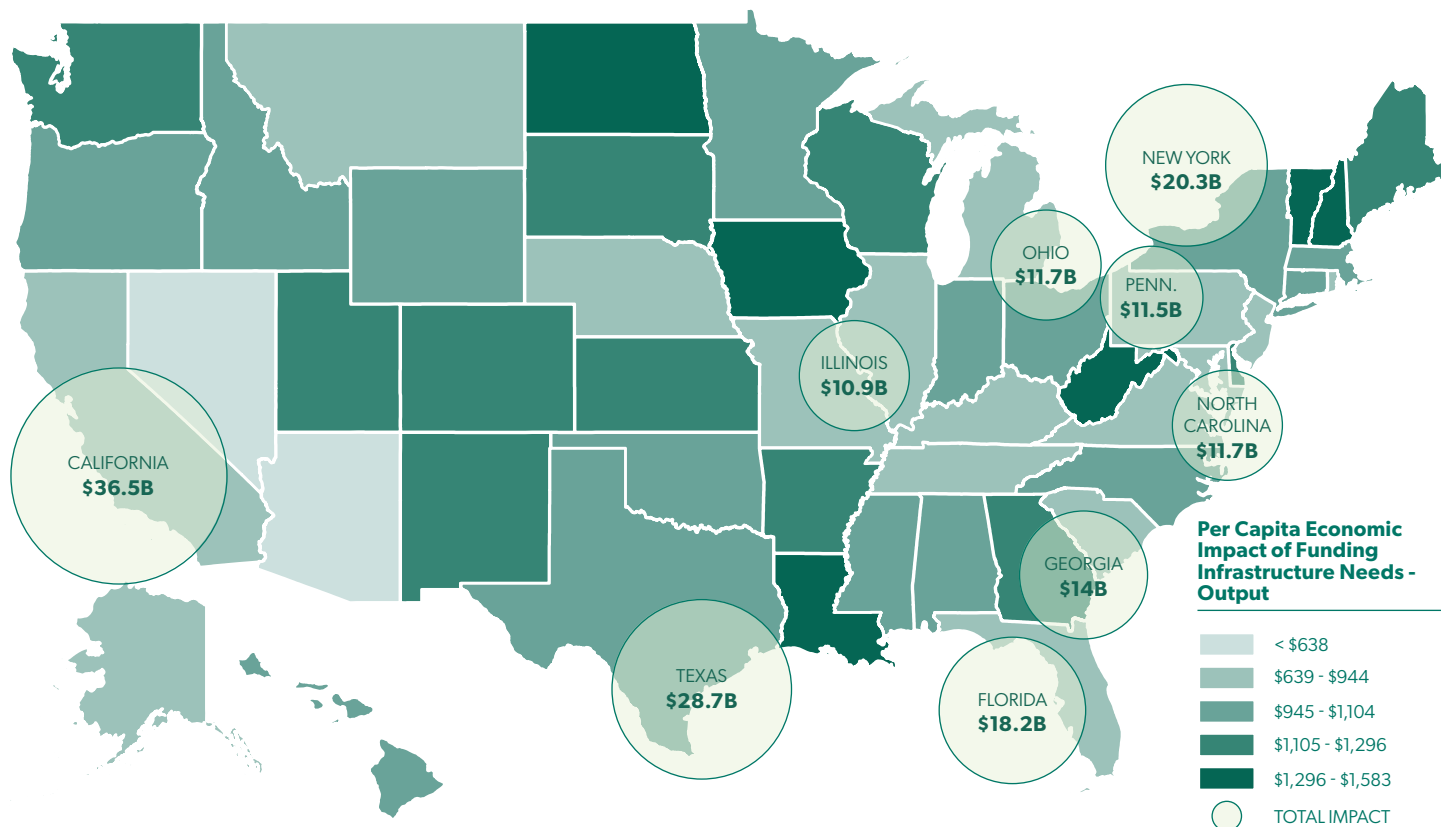 NEW YORK
$20.3B
OHIO
$11.7B
PENN.
$11.5B
ILLINOIS
$10.9B
NORTH
CAROLINA
$11.7B
CALIFORNIA
$36.5B
GEORGIA
$14B
TEXAS
$28.7B
FLORIDA
$18.2B
Per Capita Economic
Impact of Funding
Infrastructure Needs -
Output
< $638
$639 - $944
$945 - $1,104
$1,105 - $1,296
$1,296 - $1,583
TOTAL IMPACT